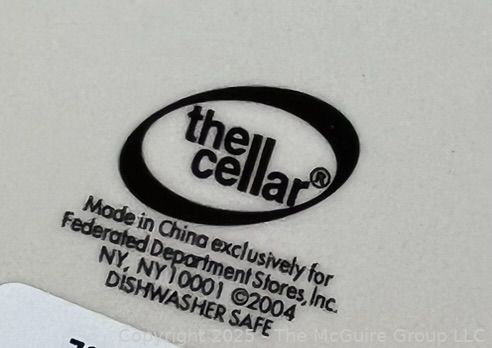 the
cellar®
Made in China exclusively for
Federated Department Stores, Inc.
NY, NY 10001 ©2004
DISHWASHER SAFE
Copyright 2025 - The McGuire Group LLC